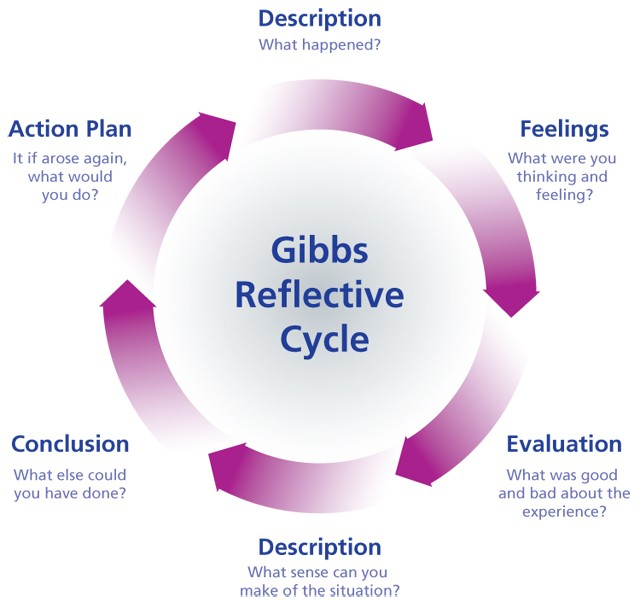 Description
What happened?
Feelings
What were you
thinking and
feeling?
Evaluation
What was good
and bad about the
experience?
Description
What sense can you
make of the situation?
Conclusion
What else could
you have done?
Action Plan
It if arose again,
what would
you do?
Gibbs
Reflective
Cycle